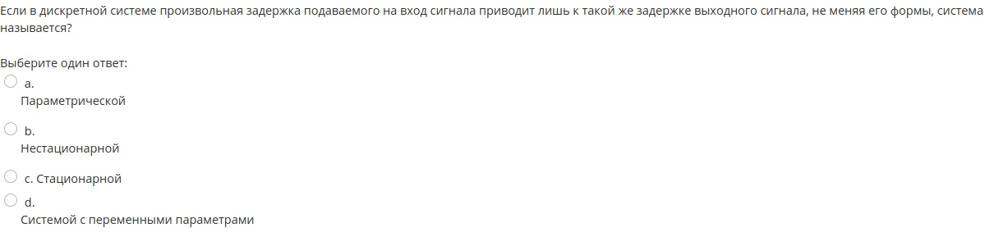 Если в дискретной системе произвольная задержка подаваемого на вход сигнала приводит лишь к такой же задержке выходного сигнала, не меняя его формы, система
называется?
Выберите один ответ:
a.
Параметрической
b.
Нестационарной
c. Стационарной
d.
Системой с переменными параметрами